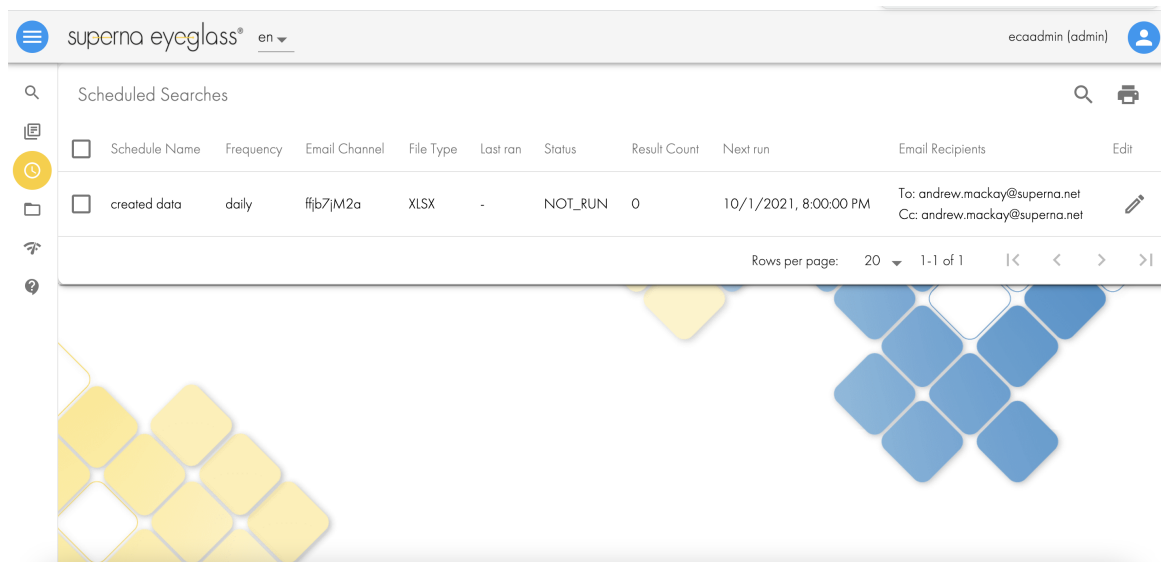 superna eyeglass® en
ecaadmin (admin)
Scheduled Searches
Schedule Name Frequency Email Channel File Type Last ran Status Result Count Next run Email Recipients Edit
created data daily ffjb7jM2a XLSX - NOT_RUN 0 10/1/2021, 8:00:00 PM
To: andrew.mackay@superna.net
Cc: andrew.mackay@superna.net
Rows per page: 20 1-1 of 1